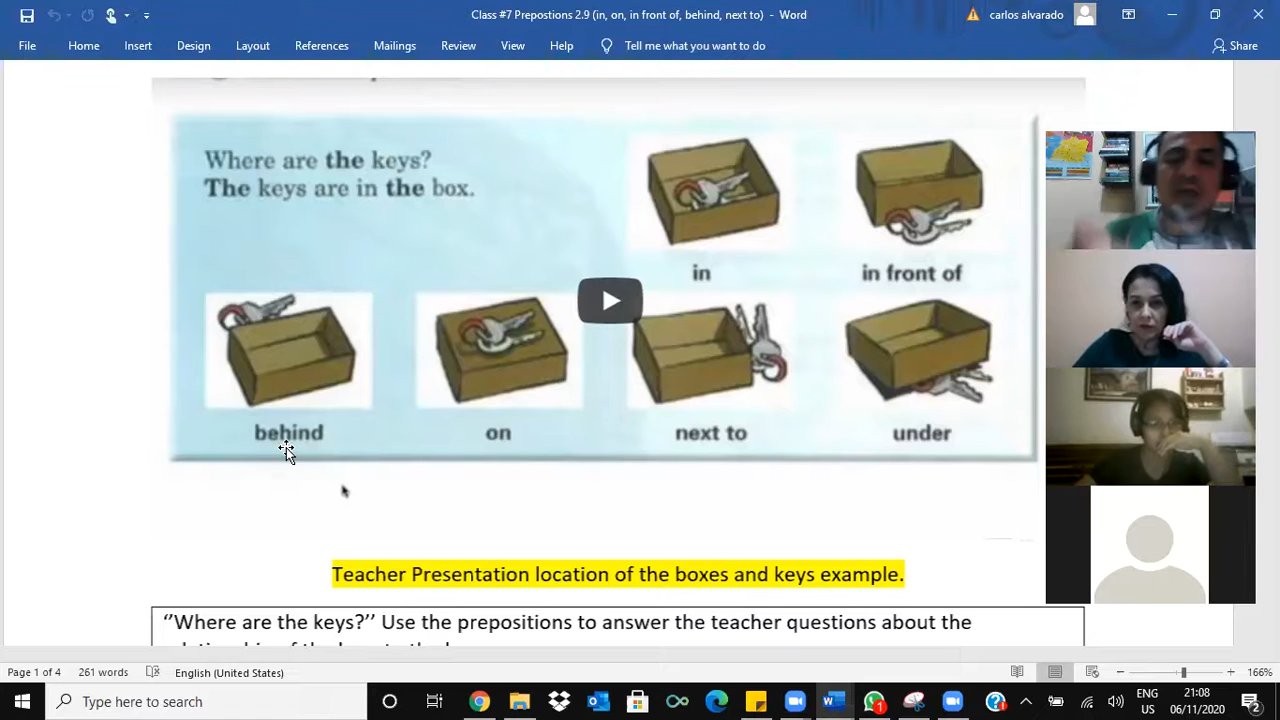 Class #7 Prepostions 2.9 (in, on, in front of, behind, next to) - Word
carlos alvarado
File Home Insert Design Layout References Mailings Review View Help Tell me what you want to do Share
Where are the keys?
The keys are in the box.
in
in front of
behind
on
next to
under
Teacher Presentation location of the boxes and keys example.
‘’Where are the keys?’’ Use the prepositions to answer the teacher questions about the
Page 1 of 4 261 words English (United States) 166%
Type here to search
1
ENG
US
21:08
06/11/2020
2